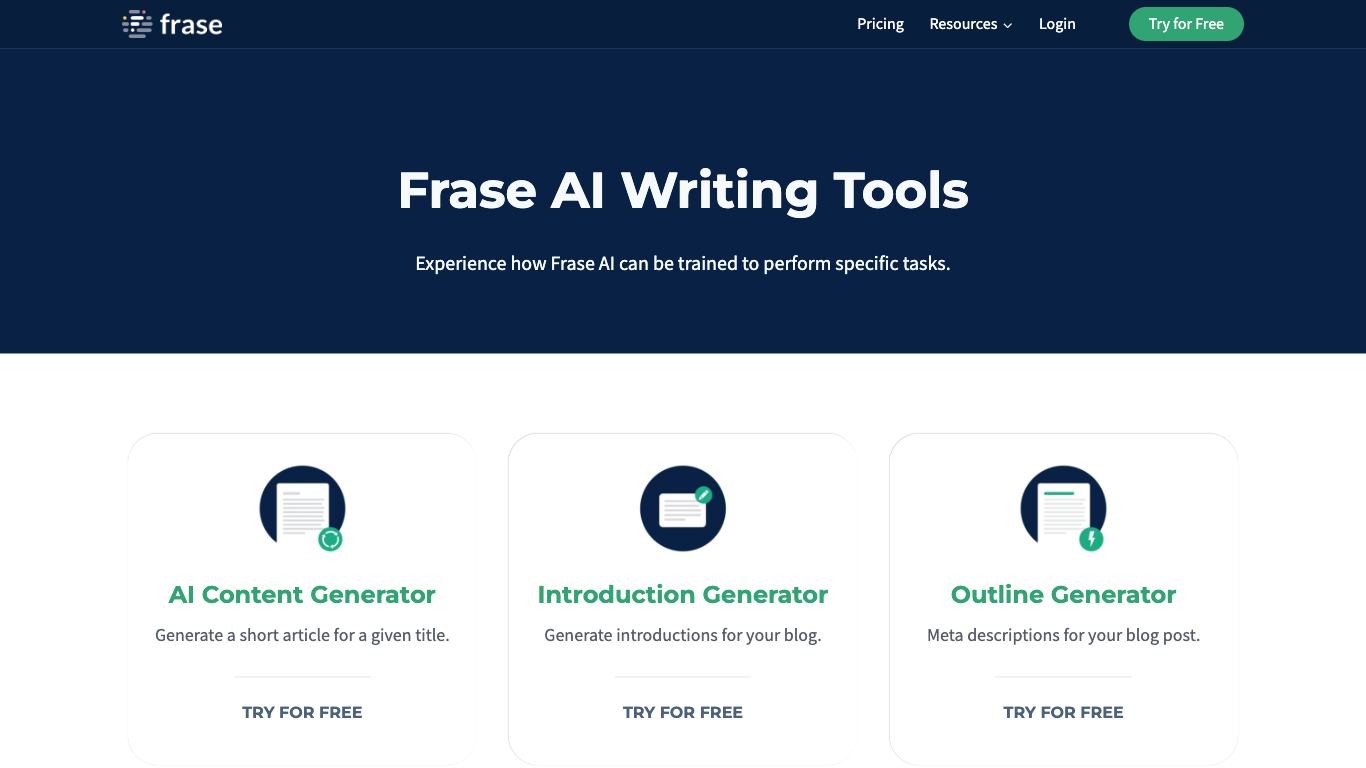 frase
Pricing
Resources
Login
Try for Free
Frase AI Writing Tools
Experience how Frase AI can be trained to perform specific tasks.
AI Content Generator
Generate a short article for a given title.
TRY FOR FREE
Introduction Generator
Generate introductions for your blog.
TRY FOR FREE
Outline Generator
Meta descriptions for your blog post.
TRY FOR FREE